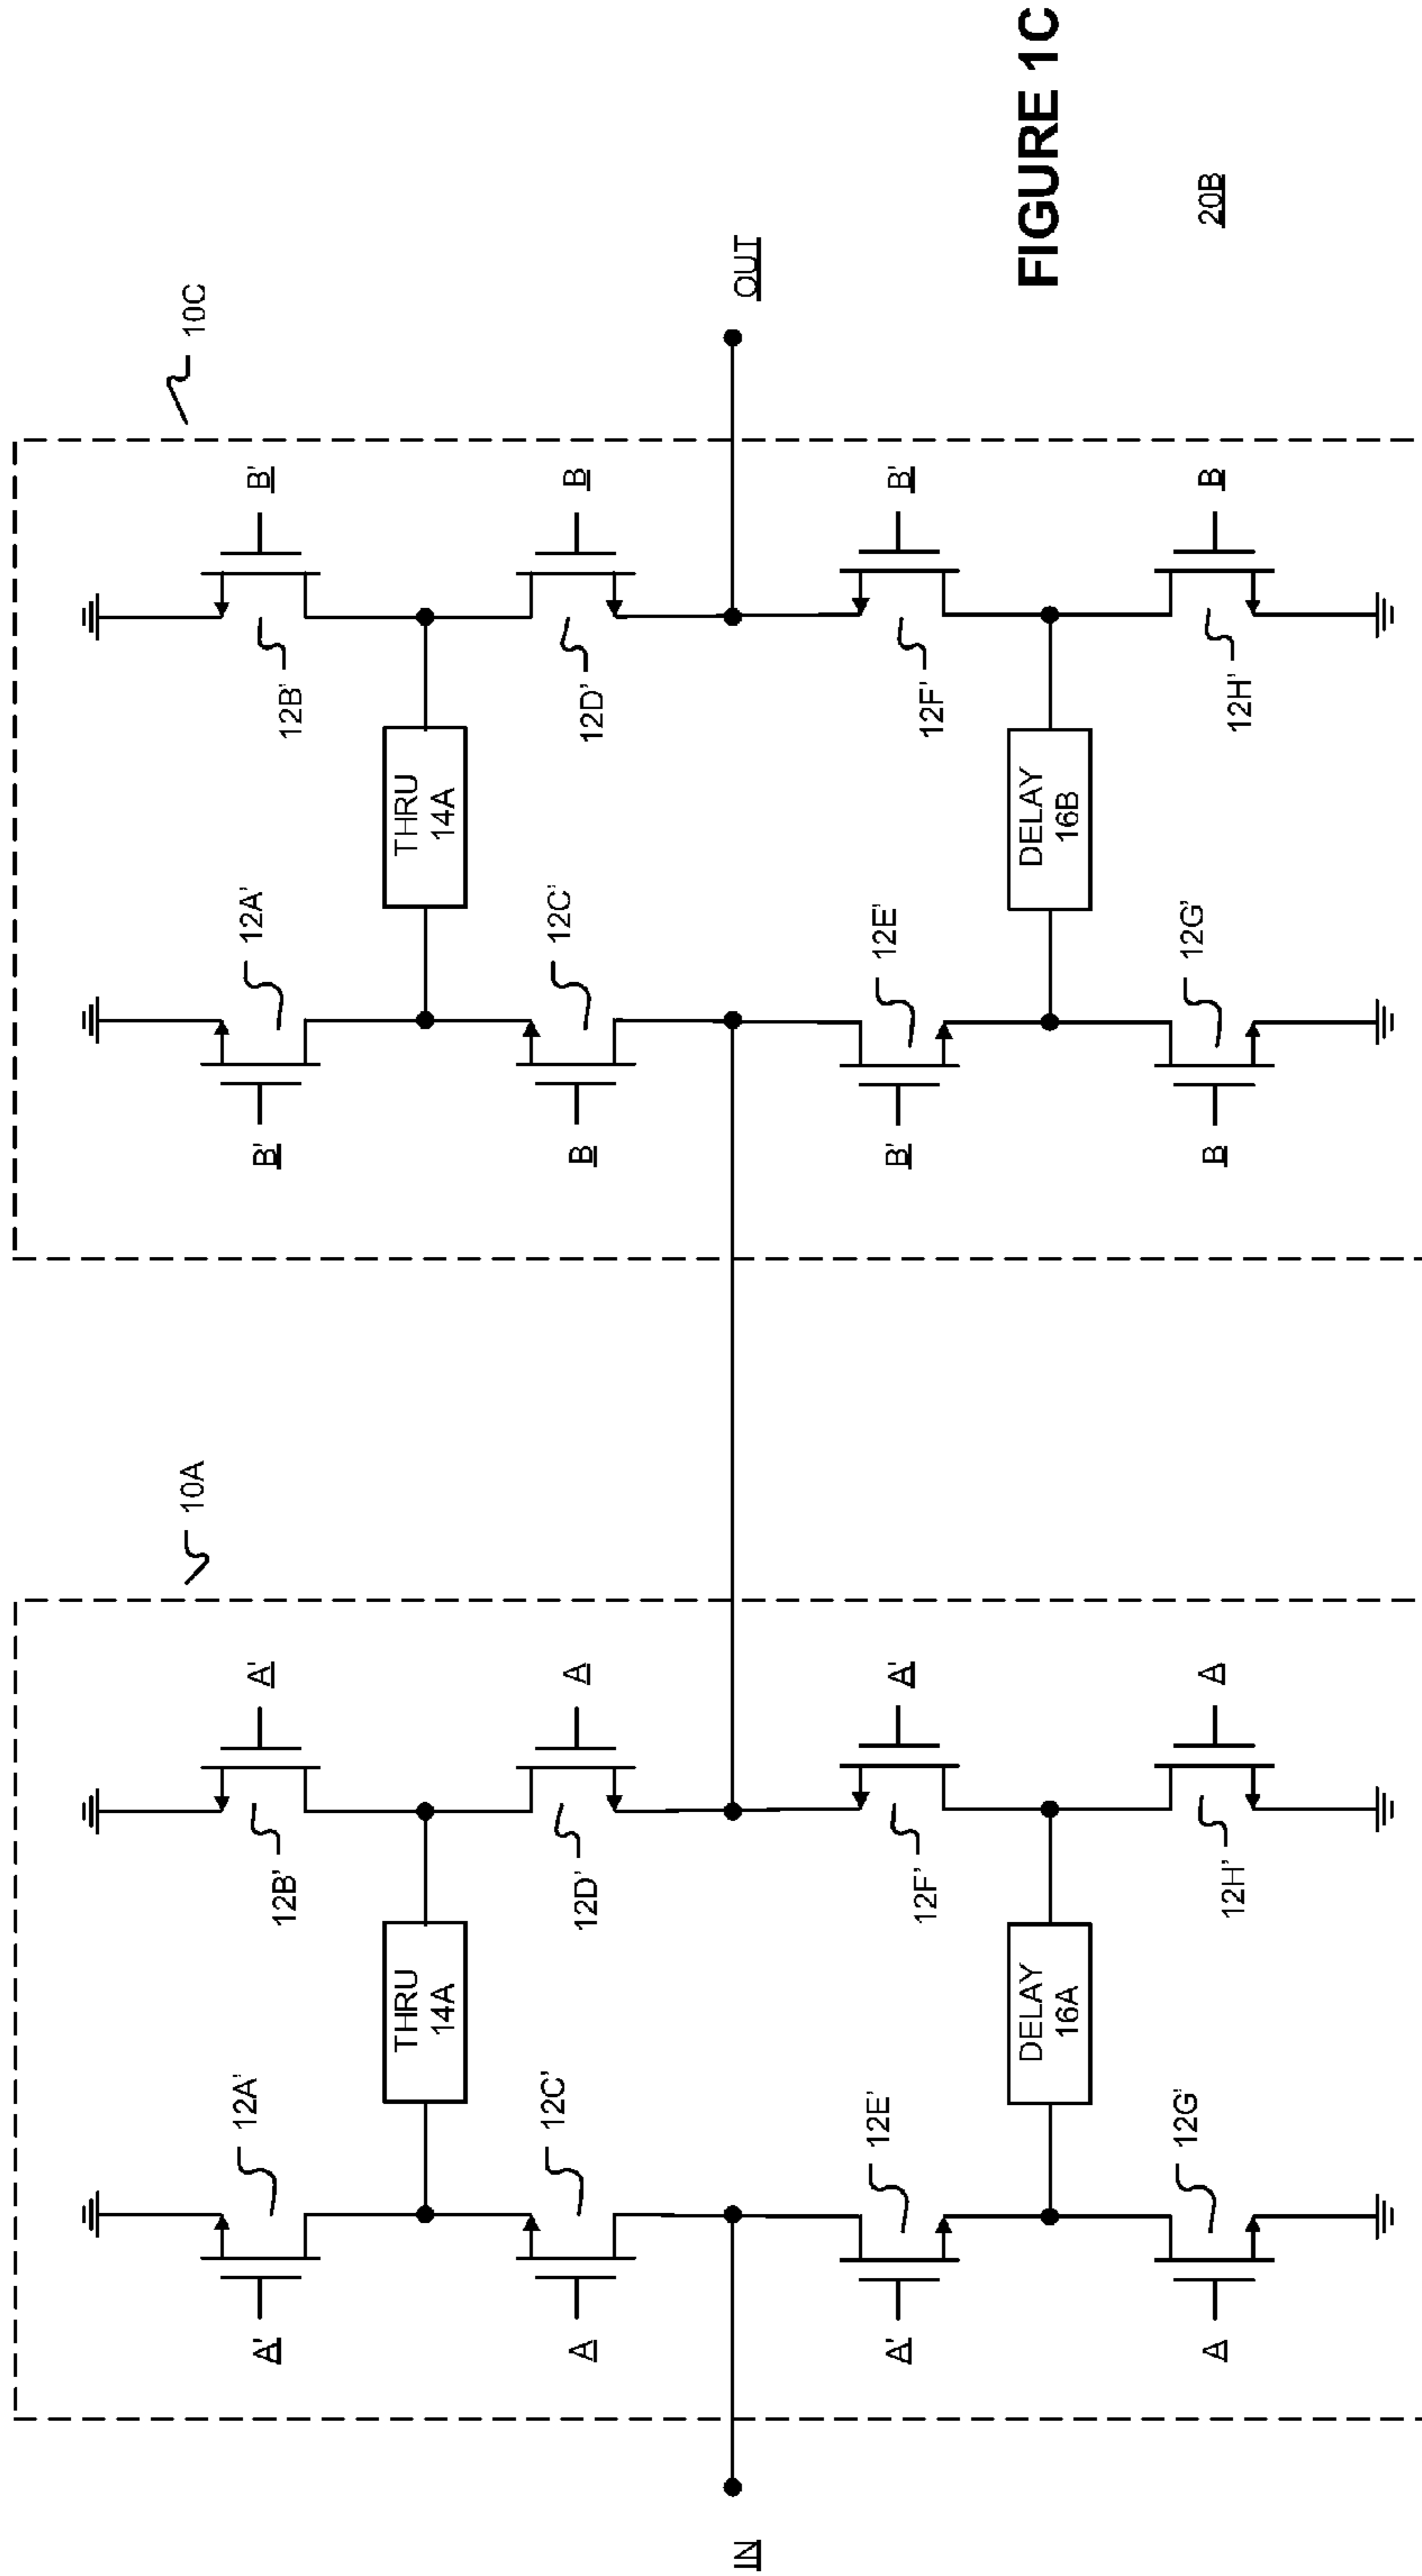 10A
10C
A'
12A'
12B'
A'
B'
12A'
12B'
B'
THRU
14A
THRU
14A
A
12C'
12D'
A
B
12C'
12D'
B
IN
OUT
A'
12E'
12F'
A'
B'
12E'
12F'
B'
DELAY
16A
DELAY
16B
A
12G'
12H'
A
B
12G'
12H'
B
FIGURE 1C
20B